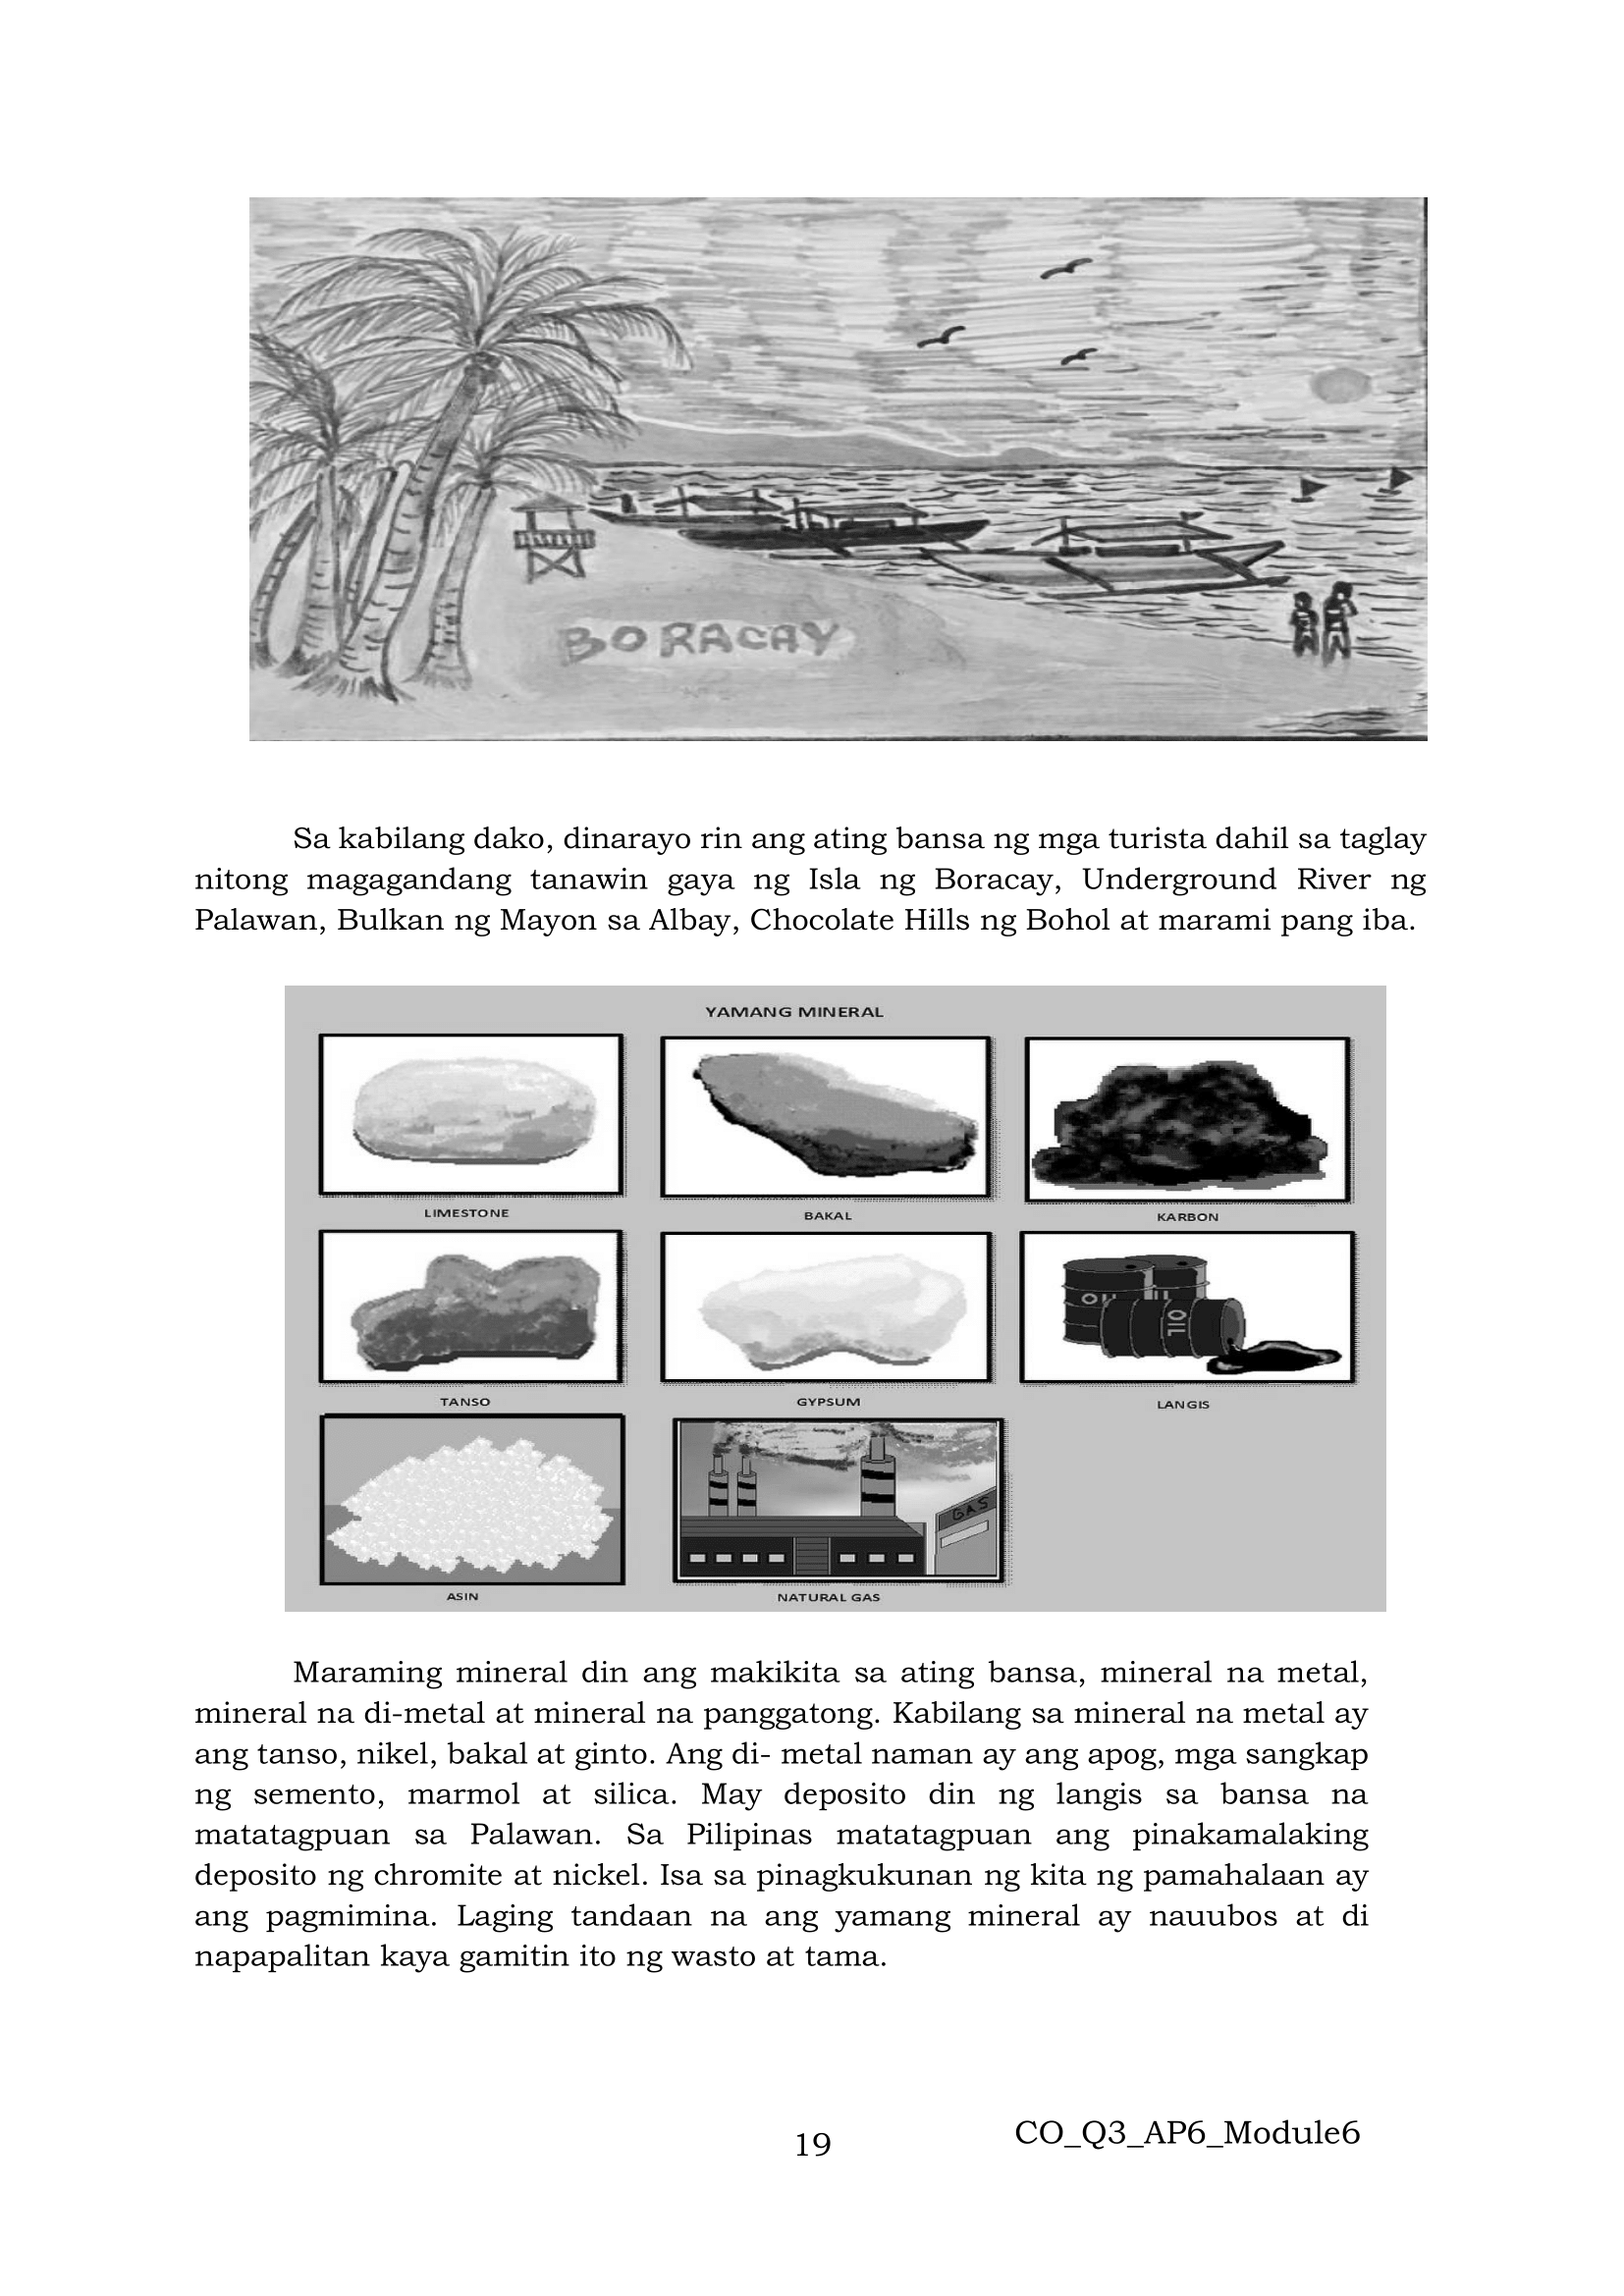 BORACAY
Sa kabilang dako, dinarayo rin ang ating bansa ng mga turista dahil sa taglay
nitong magagandang tanawin gaya ng Isla ng Boracay, Underground River ng
Palawan, Bulkan ng Mayon sa Albay, Chocolate Hills ng Bohol at marami pang iba.
YAMANG MINERAL
LIMESTONE
BAKAL
KARBON
OIL
OIL
TANSO
GYPSUM
LANGIS
GAS
ASIN
NATURAL GAS
Maraming mineral din ang makikita sa ating bansa, mineral na metal,
mineral na di-metal at mineral na panggatong. Kabilang sa mineral na metal ay
ang tanso, nikel, bakal at ginto. Ang di- metal naman ay ang apog, mga sangkap
ng semento, marmol at silica. May deposito din ng langis sa bansa na
matatagpuan sa Palawan. Sa Pilipinas matatagpuan ang pinakamalaking
deposito ng chromite at nickel. Isa sa pinagkukunan ng kita ng pamahalaan ay
ang pagmimina. Laging tandaan na ang yamang mineral ay nauubos at di
napapalitan kaya gamitin ito ng wasto at tama.
19
CO_Q3_AP6_Module6